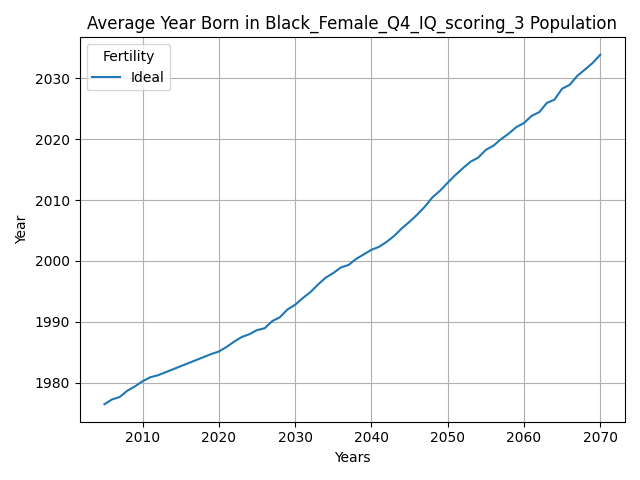 Average Year Born in Black_Female_Q4_IQ_scoring_3 Population
Fertility
Ideal
2030
2020
2010
2000
1990
1980
Year
2010
2020
2030
2040
2050
2060
2070
Years